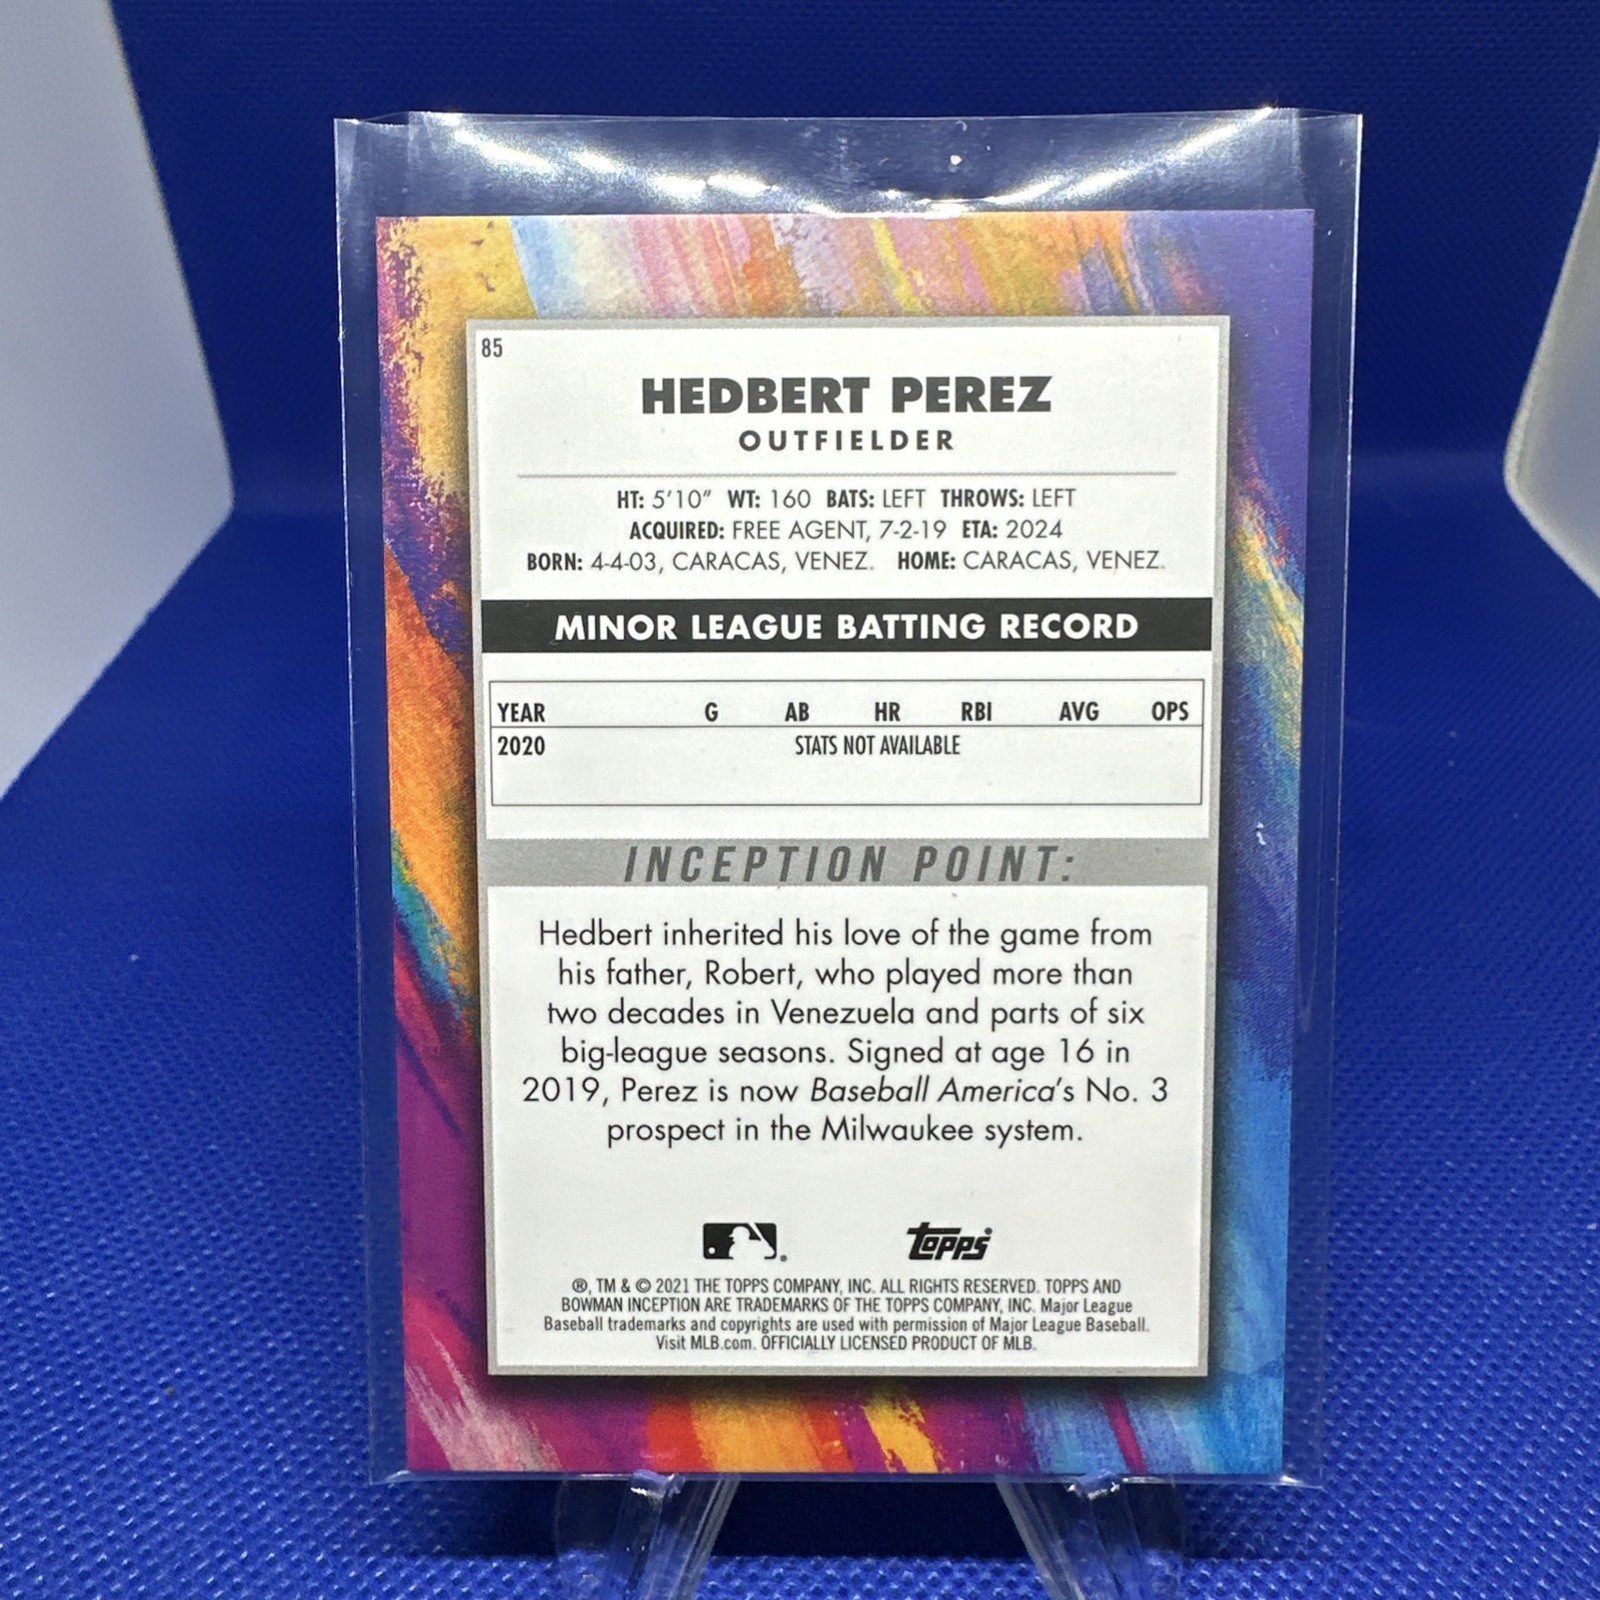 85
HEDBERT PEREZ
OUTFIELDER
HT: 5'10" WT: 160 BATS: LEFT THROWS: LEFT
ACQUIRED: FREE AGENT, 7-2-19 ETA: 2024
BORN: 4-4-03, CARACAS, VENEZ. HOME: CARACAS, VENEZ.
MINOR LEAGUE BATTING RECORD
YEAR G AB HR RBI AVG OPS
2020 STATS NOT AVAILABLE
INCEPTION POINT:
Hedbert inherited his love of the game from
his father, Robert, who played more than
two decades in Venezuela and parts of six
big-league seasons. Signed at age 16 in
2019, Perez is now Baseball America's No. 3
prospect in the Milwaukee system.
® topps
®, TM & © 2021 THE TOPPS COMPANY, INC. ALL RIGHTS RESERVED. TOPPS AND
BOWMAN INCEPTION ARE TRADEMARKS OF THE TOPPS COMPANY, INC. Major League
Baseball trademarks and copyrights are used with permission of Major League Baseball.
Visit MLB.com. OFFICIALLY LICENSED PRODUCT OF MLB.